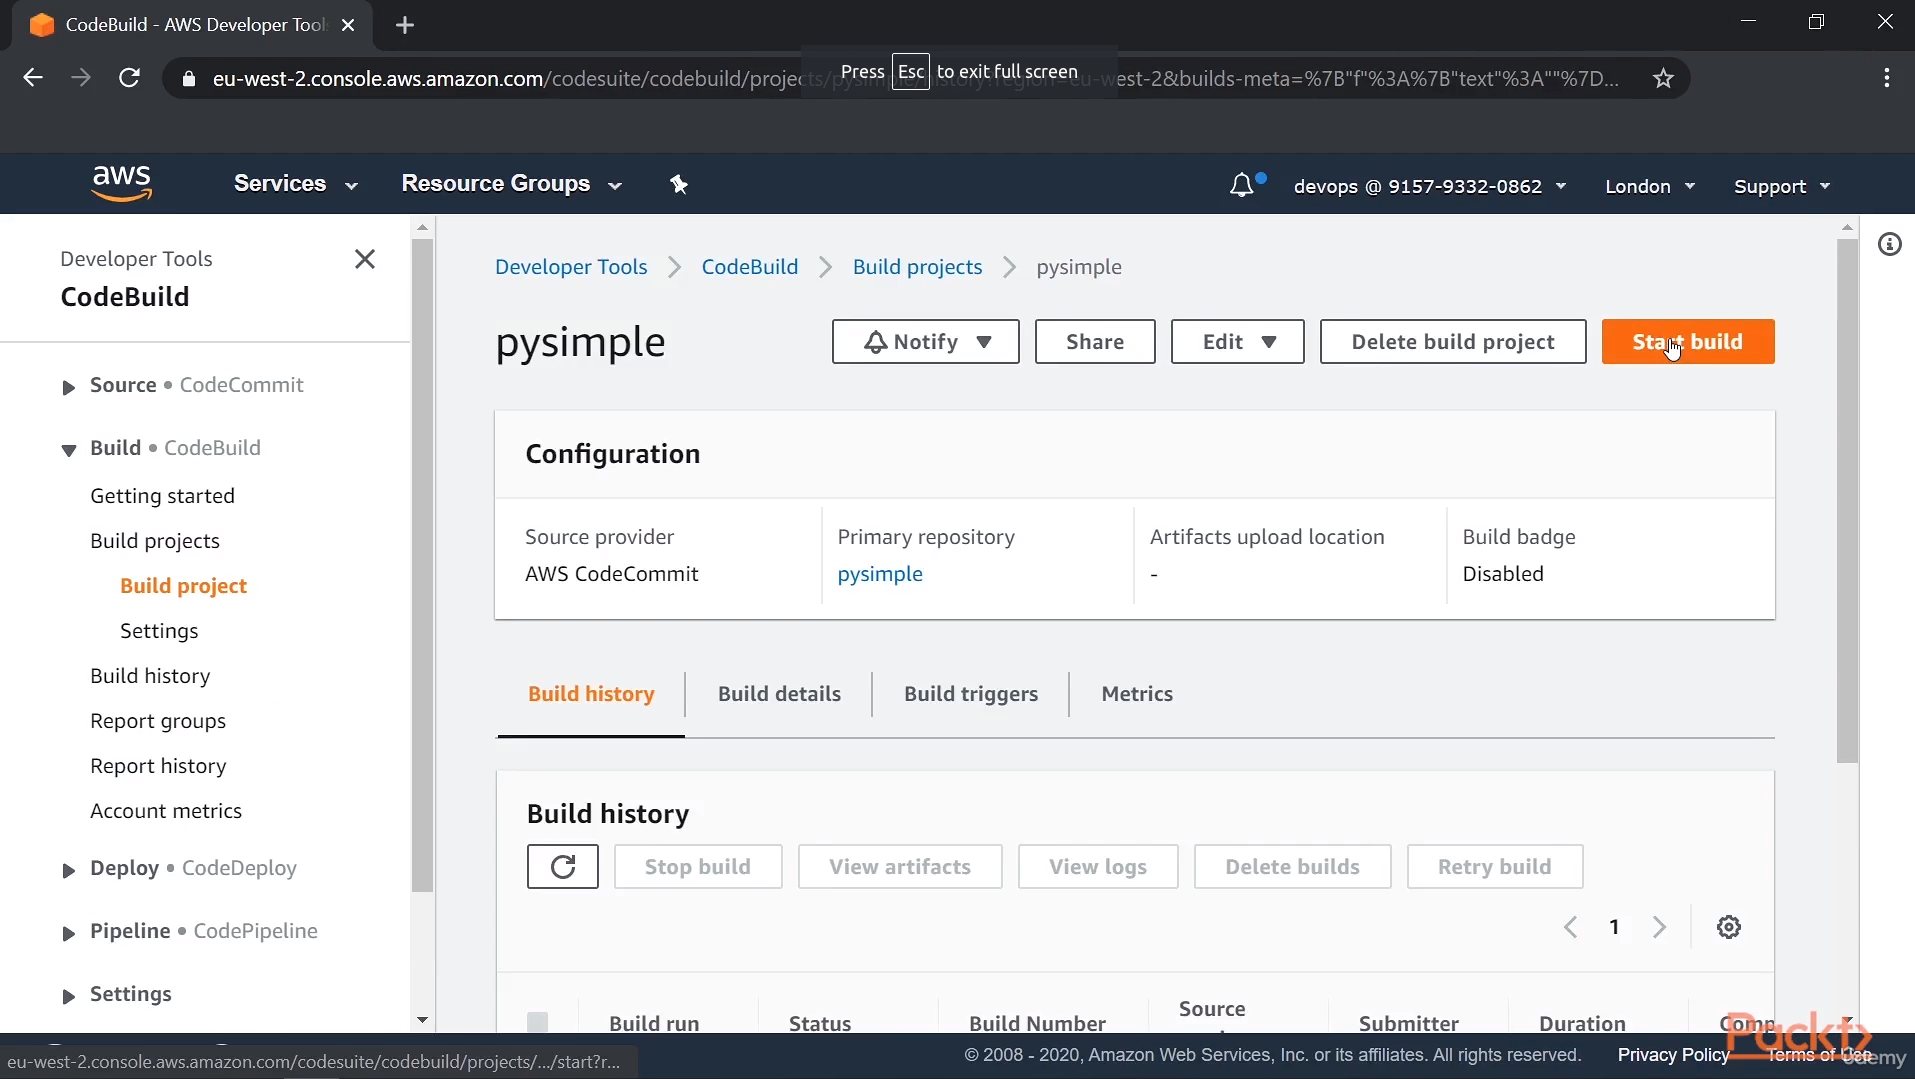 CodeBuild - AWS Developer Tool
eu-west-2.console.aws.amazon.com/codesuite/codebuild/projects/pysimple/history?region=eu-west-2&builds-meta=%7B"f"%3A%7B"text"%3A""%7D...
Press Esc to exit full screen
aws
Services
Resource Groups
devops @ 9157-9332-0862
London
Support
Developer Tools
CodeBuild
Source • CodeCommit
Build • CodeBuild
Getting started
Build projects
Build project
Settings
Build history
Report groups
Report history
Account metrics
Deploy • CodeDeploy
Pipeline • CodePipeline
Settings
Developer Tools
CodeBuild
Build projects
pysimple
pysimple
Notify
Share
Edit
Delete build project
Start build
Configuration
Source provider
AWS CodeCommit
Primary repository
pysimple
Artifacts upload location
-
Build badge
Disabled
Build history
Build details
Build triggers
Metrics
Build history
Stop build
View artifacts
View logs
Delete builds
Retry build
1
Build run
Status
Build Number
Source
Submitter
Duration
eu-west-2.console.aws.amazon.com/codesuite/codebuild/projects/.../start?r...
© 2008 - 2020, Amazon Web Services, Inc. or its affiliates. All rights reserved.
Privacy Policy
Terms of Use
Packt>
udemy